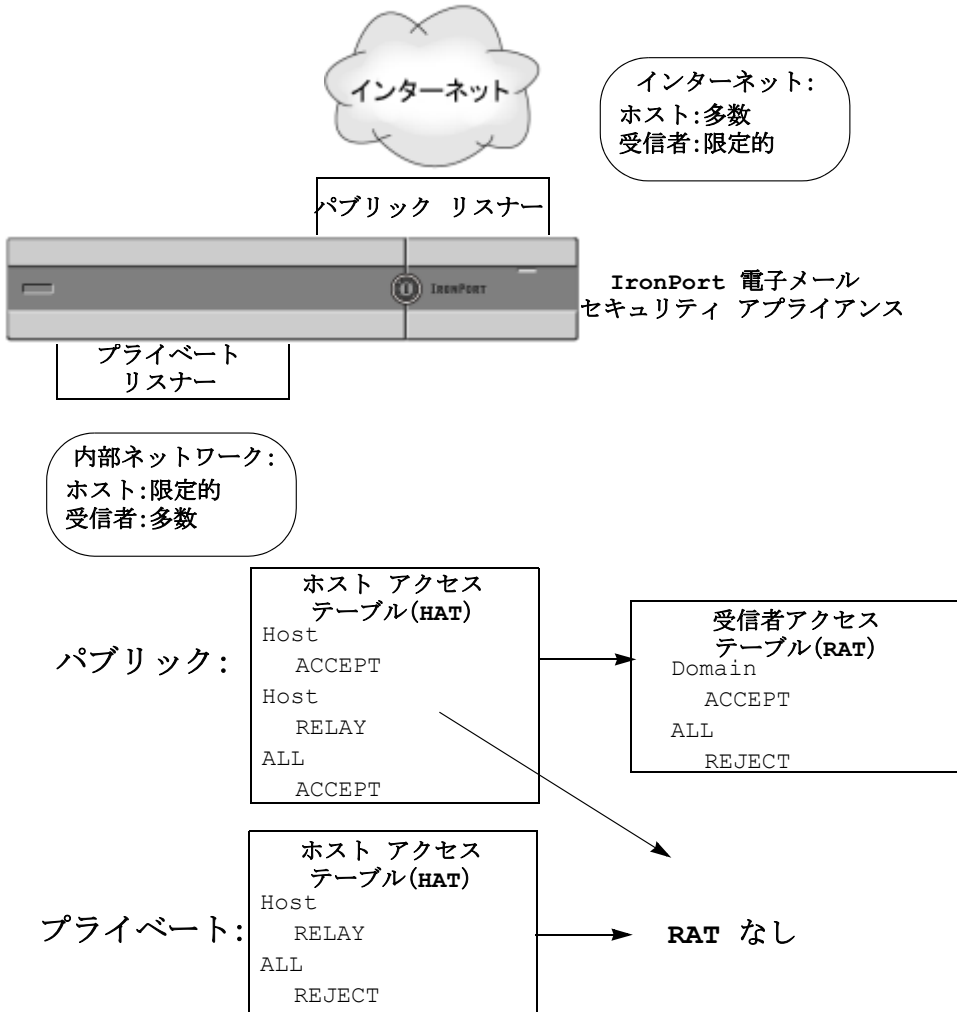 インターネット
インターネット:
ホスト:多数
受信者:限定的
パブリック リスナー
IRONPORT
IronPort 電子メール
セキュリティ アプライアンス
プライベート
リスナー
内部ネットワーク:
ホスト:限定的
受信者:多数
パブリック:
ホスト アクセス
テーブル(HAT)
Host
ACCEPT
Host
RELAY
ALL
ACCEPT
受信者アクセス
テーブル(RAT)
Domain
ACCEPT
ALL
REJECT
プライベート:
ホスト アクセス
テーブル(HAT)
Host
RELAY
ALL
REJECT
RAT なし